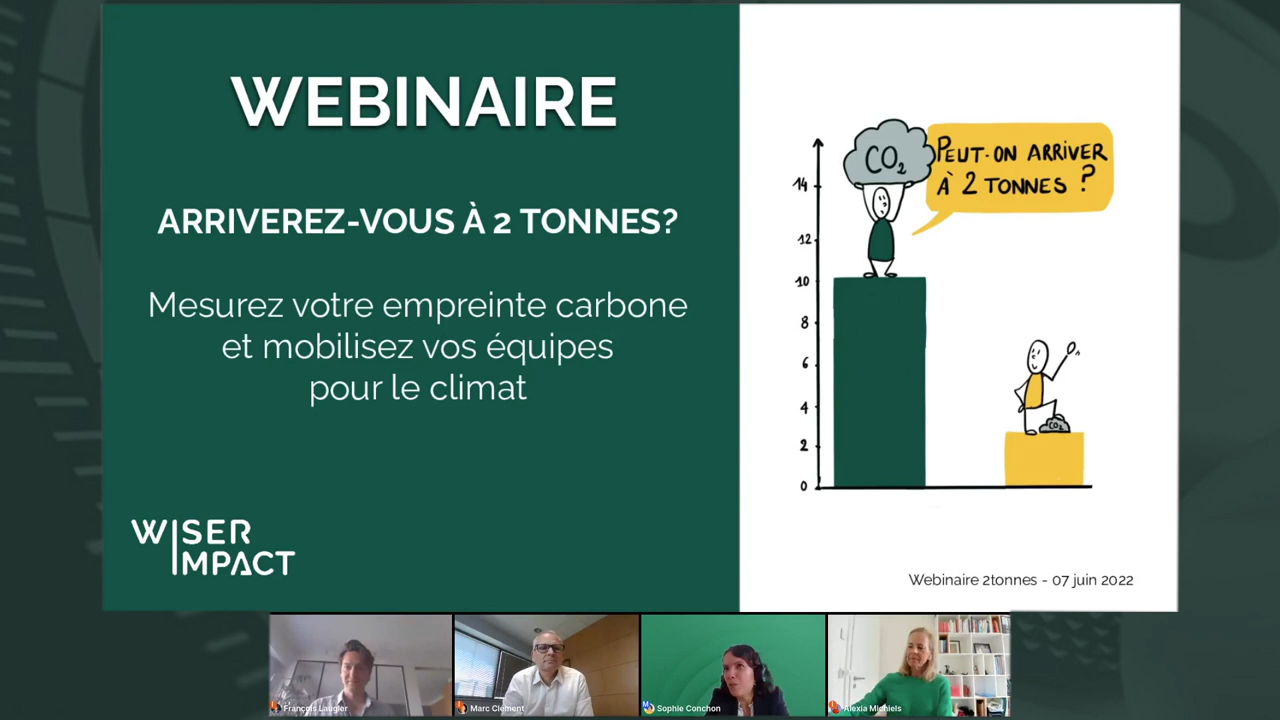 WEBINAIRE
ARRIVEREZ-VOUS À 2 TONNES?
Mesurez votre empreinte carbone
et mobilisez vos équipes
pour le climat
WISER
IMPACT
CO2
PEUT-ON ARRIVER
À 2 TONNES ?
14
12
10
8
6
4
2
0
CO2
Webinaire 2tonnes - 07 juin 2022
François Laugier
Marc Clement
Sophie Conchon
Alexia Michiels